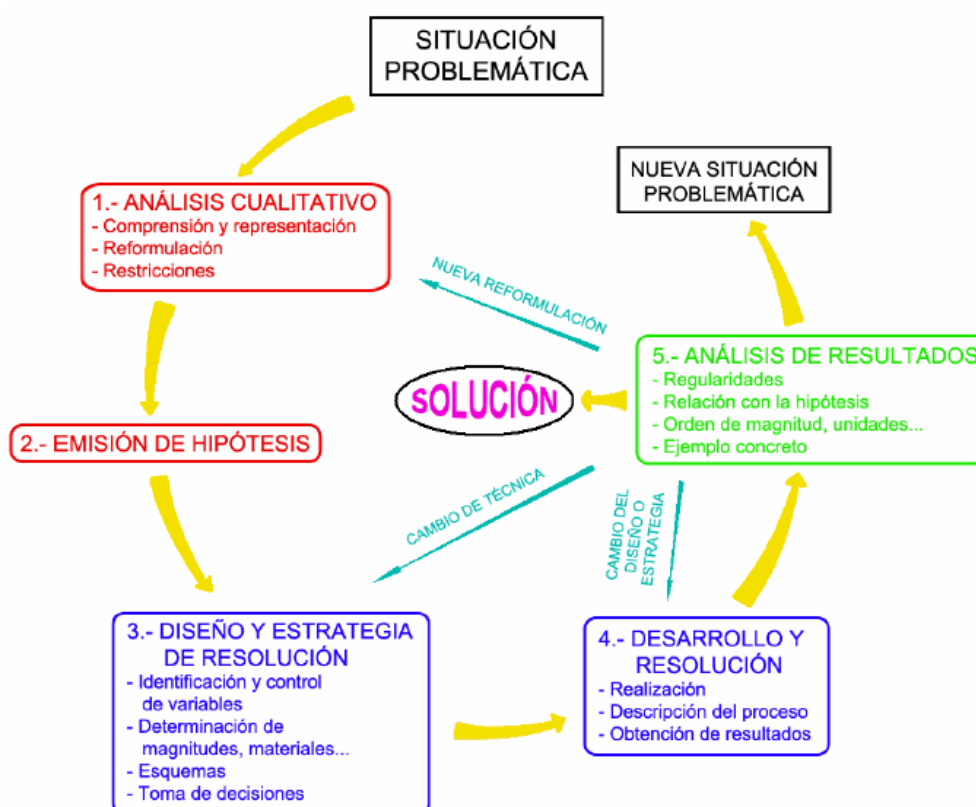 SITUACIÓN
PROBLEMÁTICA
1.- ANÁLISIS CUALITATIVO
- Comprensión y representación
- Reformulación
- Restricciones
NUEVA SITUACIÓN
PROBLEMÁTICA
NUEVA REFORMULACIÓN
5.- ANÁLISIS DE RESULTADOS
- Regularidades
- Relación con la hipótesis
- Orden de magnitud, unidades...
- Ejemplo concreto
SOLUCIÓN
2.- EMISIÓN DE HIPÓTESIS
CAMBIO DE TÉCNICA
CAMBIO DEL
DISEÑO O
ESTRATEGIA
3.- DISEÑO Y ESTRATEGIA
DE RESOLUCIÓN
- Identificación y control
de variables
- Determinación de
magnitudes, materiales...
- Esquemas
- Toma de decisiones
4.- DESARROLLO Y
RESOLUCIÓN
- Realización
- Descripción del proceso
- Obtención de resultados